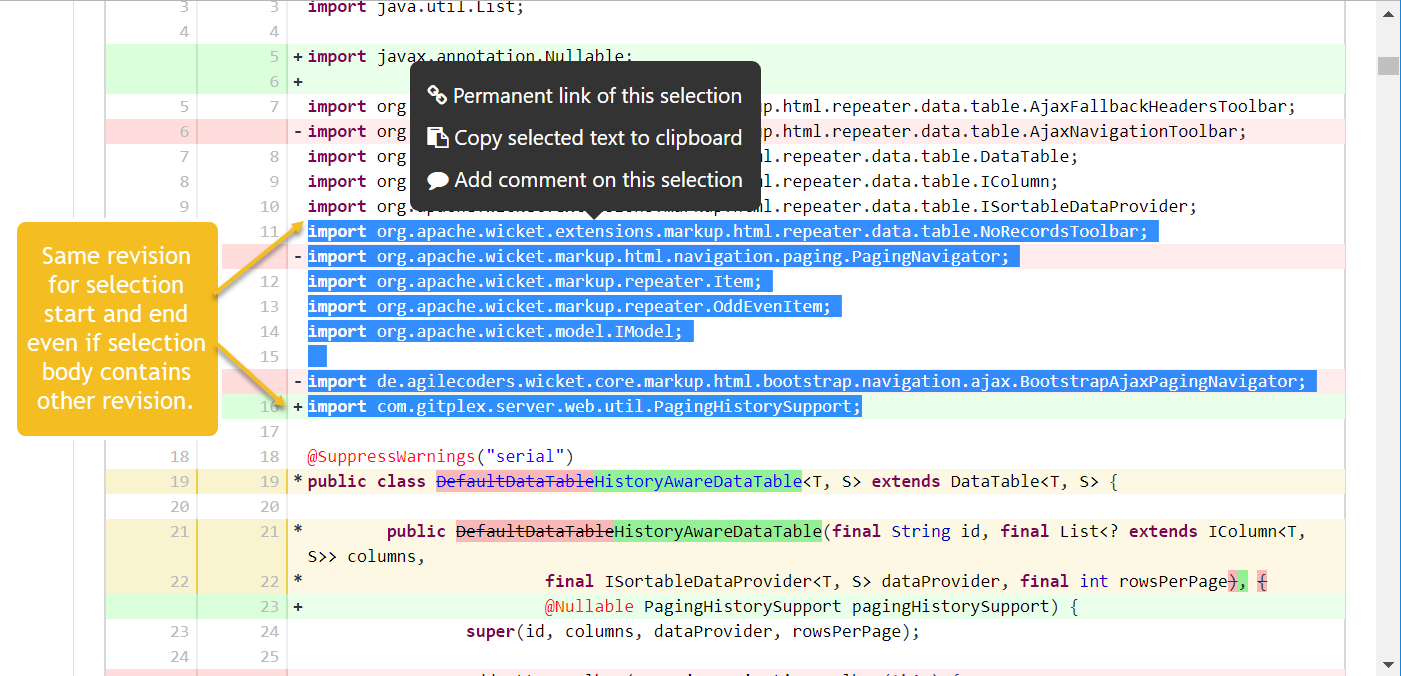 3 3 import java.util.List;
4 4
5 + import javax.annotation.Nullable;
6 +
Permanent link of this selection
Copy selected text to clipboard
Add comment on this selection
5 7 import org p.html.repeater.data.table.AjaxFallbackHeadersToolbar;
6 - import org p.html.repeater.data.table.AjaxNavigationToolbar;
7 8 import org ml.repeater.data.table.DataTable;
8 9 import org ml.repeater.data.table.IColumn;
9 10 import org ml.repeater.data.table.ISortableDataProvider;
11 import org.apache.wicket.extensions.markup.html.repeater.data.table.NoRecordsToolbar;
- import org.apache.wicket.markup.html.navigation.paging.PagingNavigator;
12 import org.apache.wicket.markup.repeater.Item;
13 import org.apache.wicket.markup.repeater.OddEvenItem;
14 import org.apache.wicket.model.IModel;
15
- import de.agilecoders.wicket.core.markup.html.bootstrap.navigation.ajax.BootstrapAjaxPagingNavigator;
16 + import com.gitplex.server.web.util.PagingHistorySupport;
17
Same revision
for selection
start and end
even if selection
body contains
other revision.
18 18 @SuppressWarnings("serial")
19 19 * public class DefaultDataTableHistoryAwareDataTable<T, S> extends DataTable<T, S> {
20 20
21 21 * public DefaultDataTableHistoryAwareDataTable(final String id, final List<? extends IColumn<T,
S>> columns,
22 22 * final ISortableDataProvider<T, S> dataProvider, final int rowsPerPage), {
23 + @Nullable PagingHistorySupport pagingHistorySupport) {
23 24 super(id, columns, dataProvider, rowsPerPage);
24 25